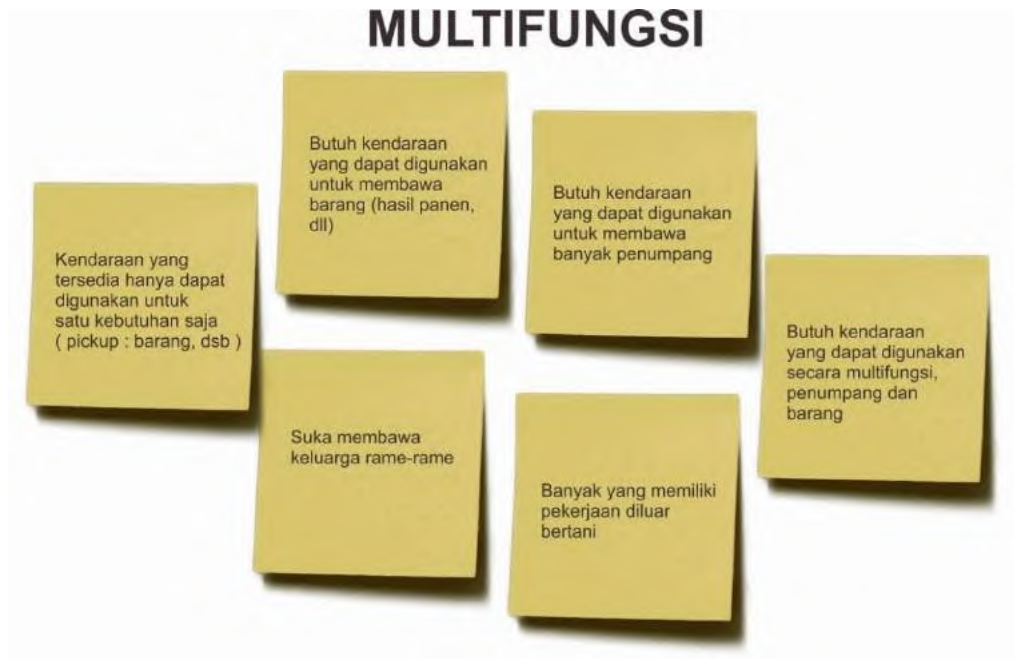 MULTIFUNGSI
Kendaraan yang
tersedia hanya dapat
digunakan untuk
satu kebutuhan saja
( pickup : barang, dsb )
Butuh kendaraan
yang dapat digunakan
untuk membawa
barang (hasil panen,
dll)
Butuh kendaraan
yang dapat digunakan
untuk membawa
banyak penumpang
Butuh kendaraan
yang dapat digunakan
secara multifungsi,
penumpang dan
barang
Suka membawa
keluarga rame-rame
Banyak yang memiliki
pekerjaan diluar
bertani